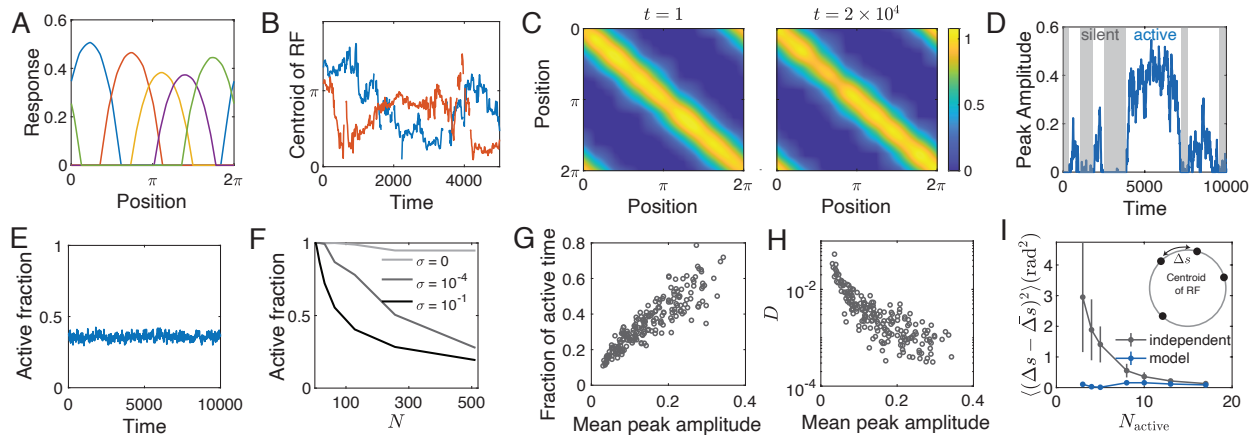 A
Response
0.6
0.4
0.2
0
0
π
2π
Position
B
Centroid of RF
2π
π
0
0
2000
4000
Time
C
t = 1
t = 2 × 10⁴
Position
0
π
2π
0
π
2π
Position
0
π
2π
Position
1
0.5
0
D
Peak Amplitude
0.6
0.4
0.2
0
silent
active
0
5000
10000
Time
E
Active fraction
1
0.5
0
0
5000
10000
Time
F
Active fraction
1
0.5
0
σ = 0
σ = 10⁻⁴
σ = 10⁻¹
100
300
500
N
G
Fraction of active time
0.8
0.6
0.4
0.2
0
0
0.2
0.4
Mean peak amplitude
H
D
10⁻²
10⁻⁴
0
0.2
0.4
Mean peak amplitude
I
⟨(Δs − Δ̄s)²⟩(rad²)
4
3
2
1
0
Δs
Centroid
of RF
independent
model
0
5
10
15
20
N_active